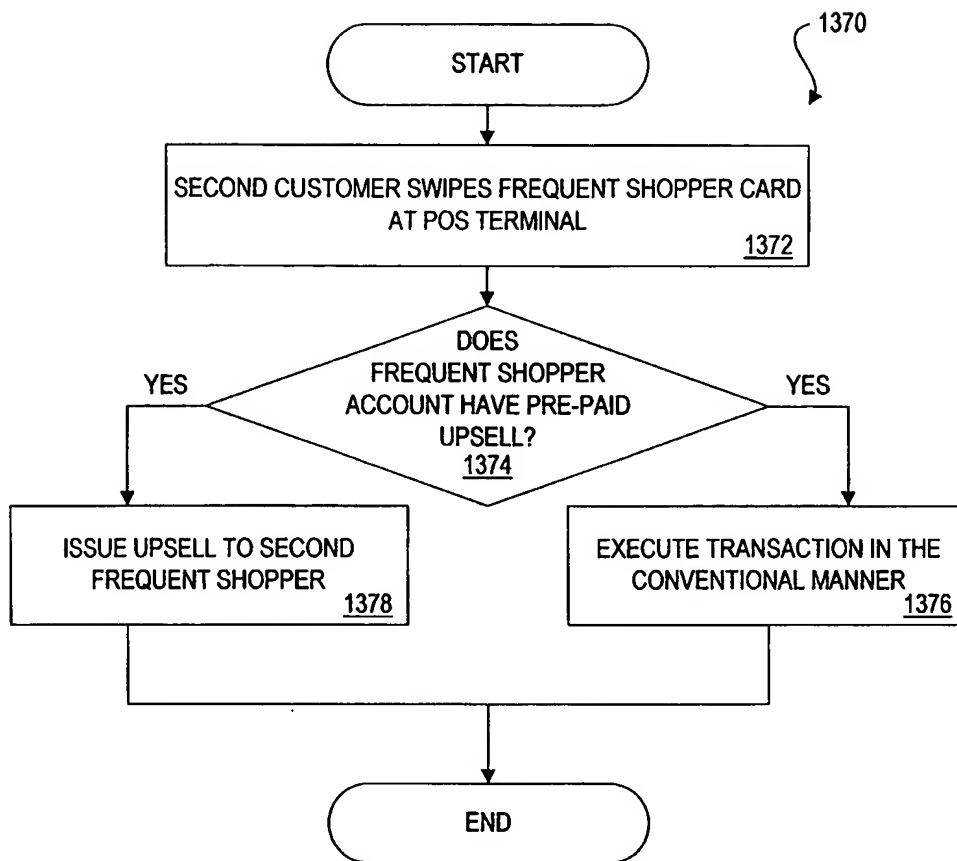 1370
START
SECOND CUSTOMER SWIPES FREQUENT SHOPPER CARD
AT POS TERMINAL
1372
DOES
FREQUENT SHOPPER
ACCOUNT HAVE PRE-PAID
UPSELL?
1374
YES
YES
ISSUE UPSELL TO SECOND
FREQUENT SHOPPER
1378
EXECUTE TRANSACTION IN THE
CONVENTIONAL MANNER
1376
END